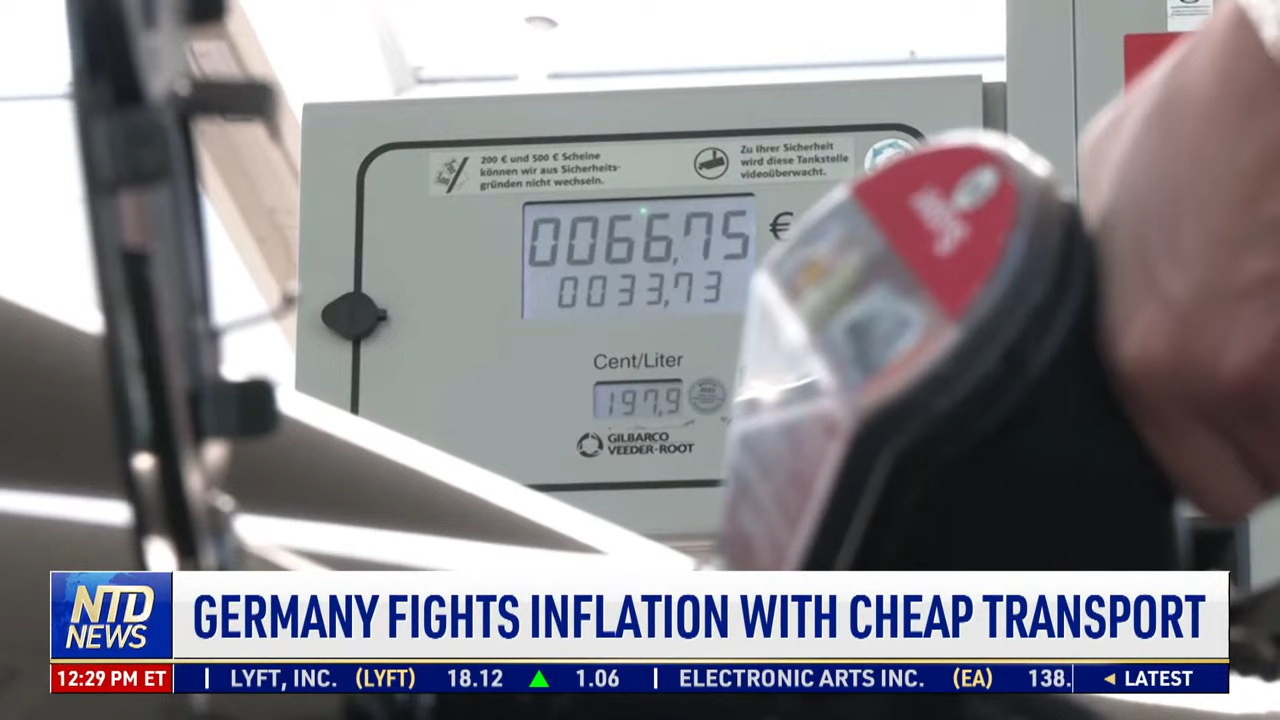 200 € und 500 € Scheine
können wir aus Sicherheits-
gründen nicht wechseln.
Zu Ihrer Sicherheit
wird diese Tankstelle
videoüberwacht.
0066,75 €
0033,73
Cent/Liter
197,9
GILBARCO
VEEDER-ROOT
Super
NTD
NEWS
GERMANY FIGHTS INFLATION WITH CHEAP TRANSPORT
12:29 PM ET | LYFT, INC. (LYFT) 18.12 ▲ 1.06 | ELECTRONIC ARTS INC. (EA) 138. ◄ LATEST